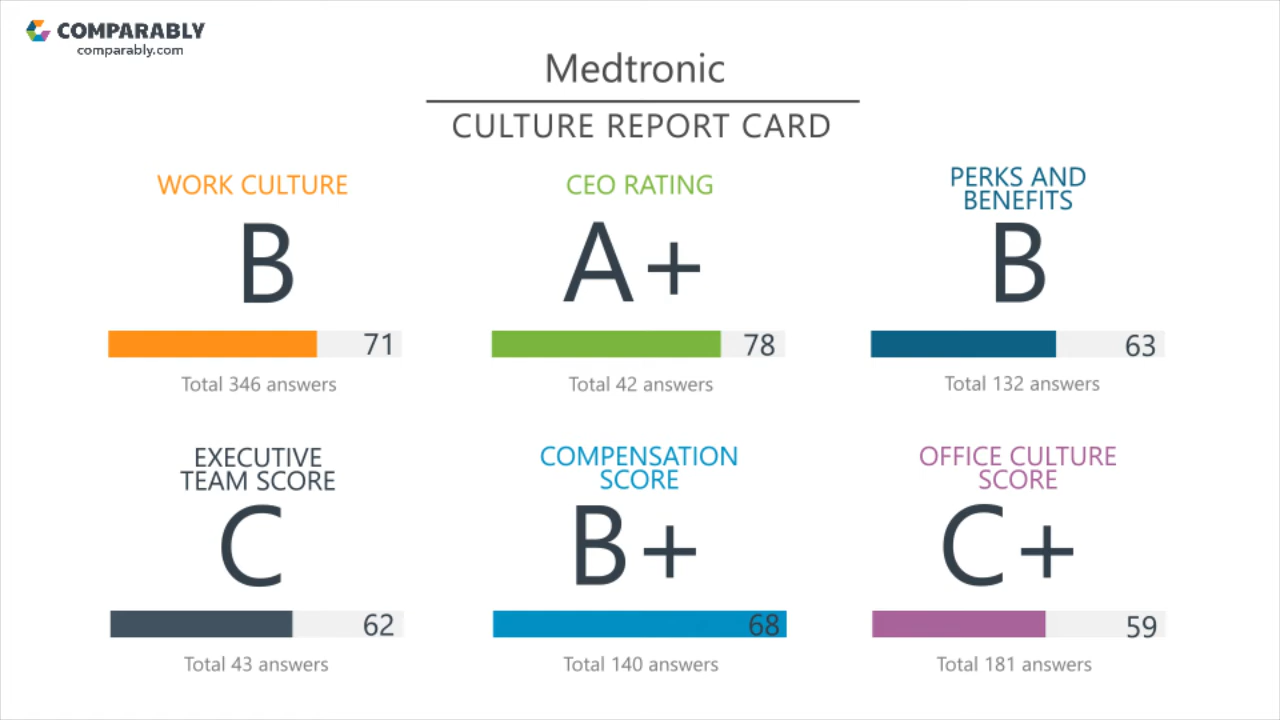 COMPARABLY
comparably.com
Medtronic
CULTURE REPORT CARD
WORK CULTURE
B
71
Total 346 answers
CEO RATING
A+
78
Total 42 answers
PERKS AND
BENEFITS
B
63
Total 132 answers
EXECUTIVE
TEAM SCORE
C
62
Total 43 answers
COMPENSATION
SCORE
B+
68
Total 140 answers
OFFICE CULTURE
SCORE
C+
59
Total 181 answers